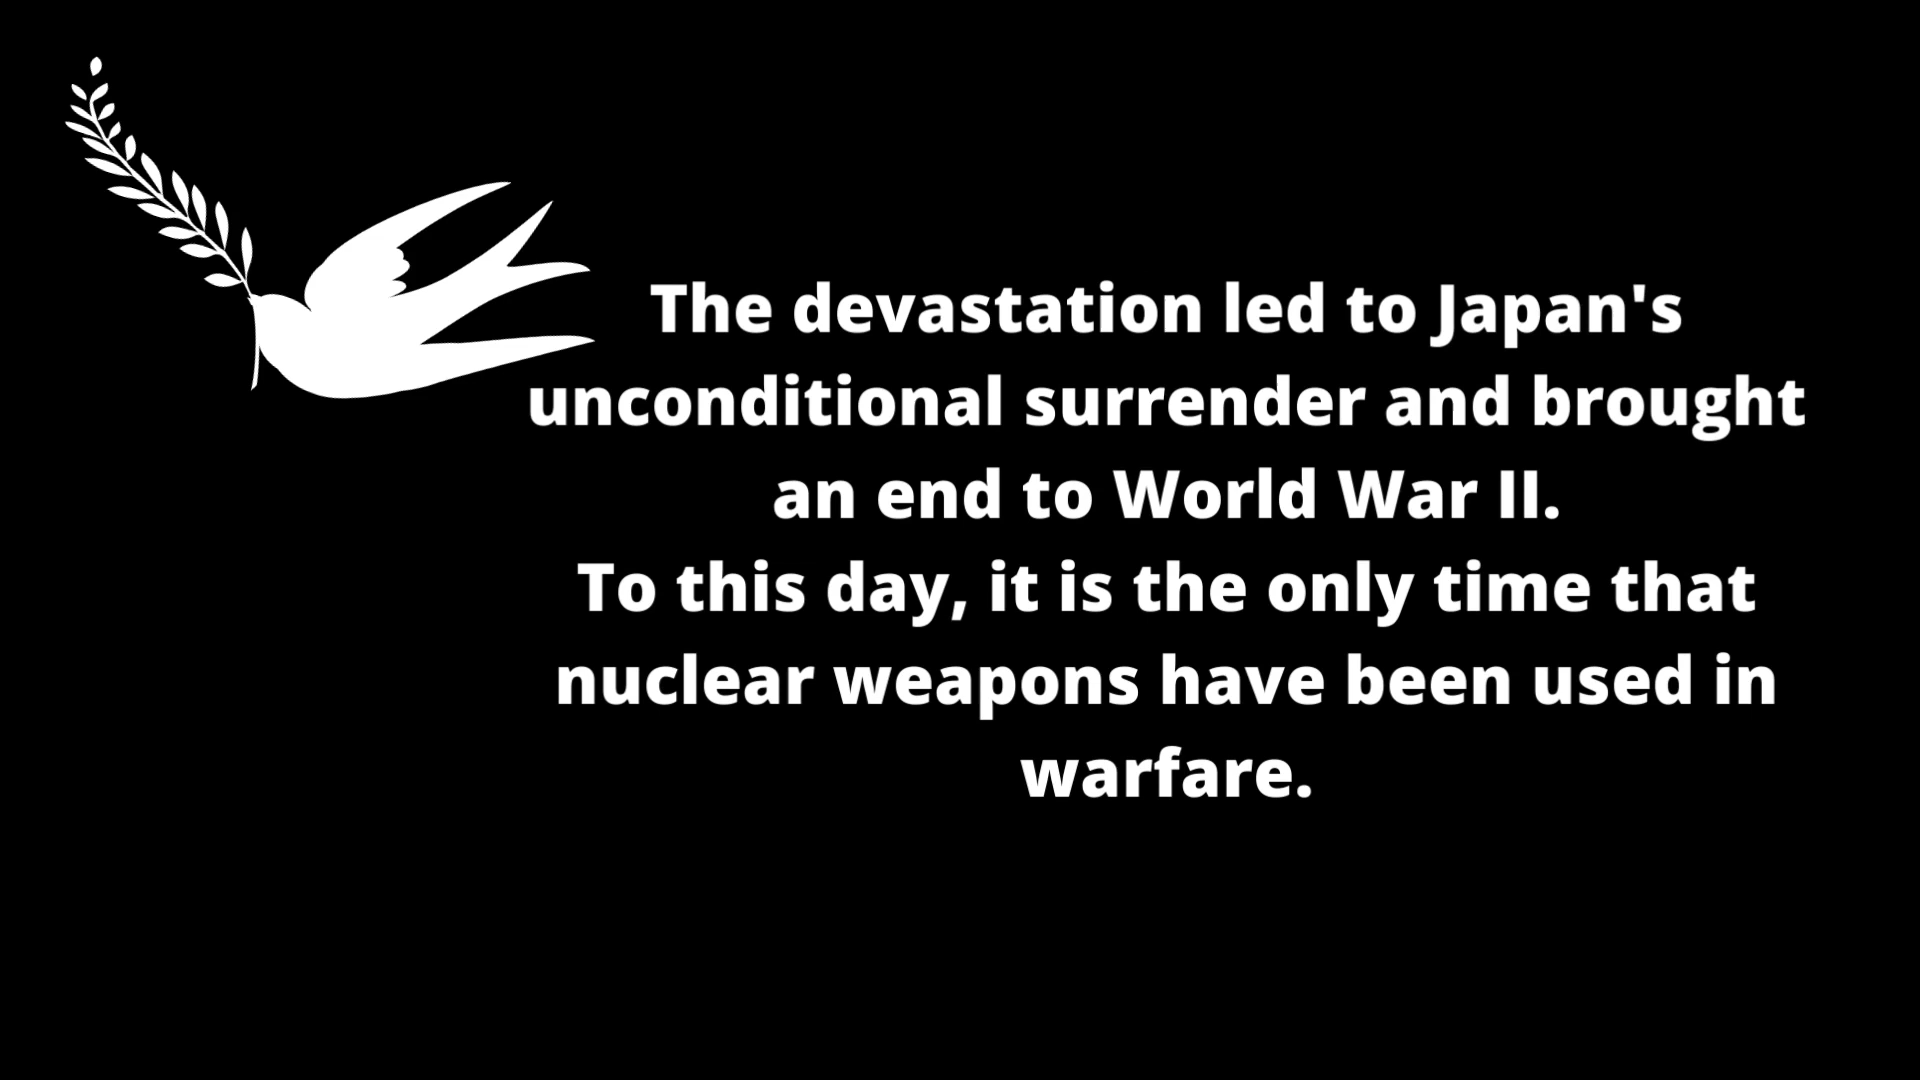 The devastation led to Japan's
unconditional surrender and brought
an end to World War II.
To this day, it is the only time that
nuclear weapons have been used in
warfare.